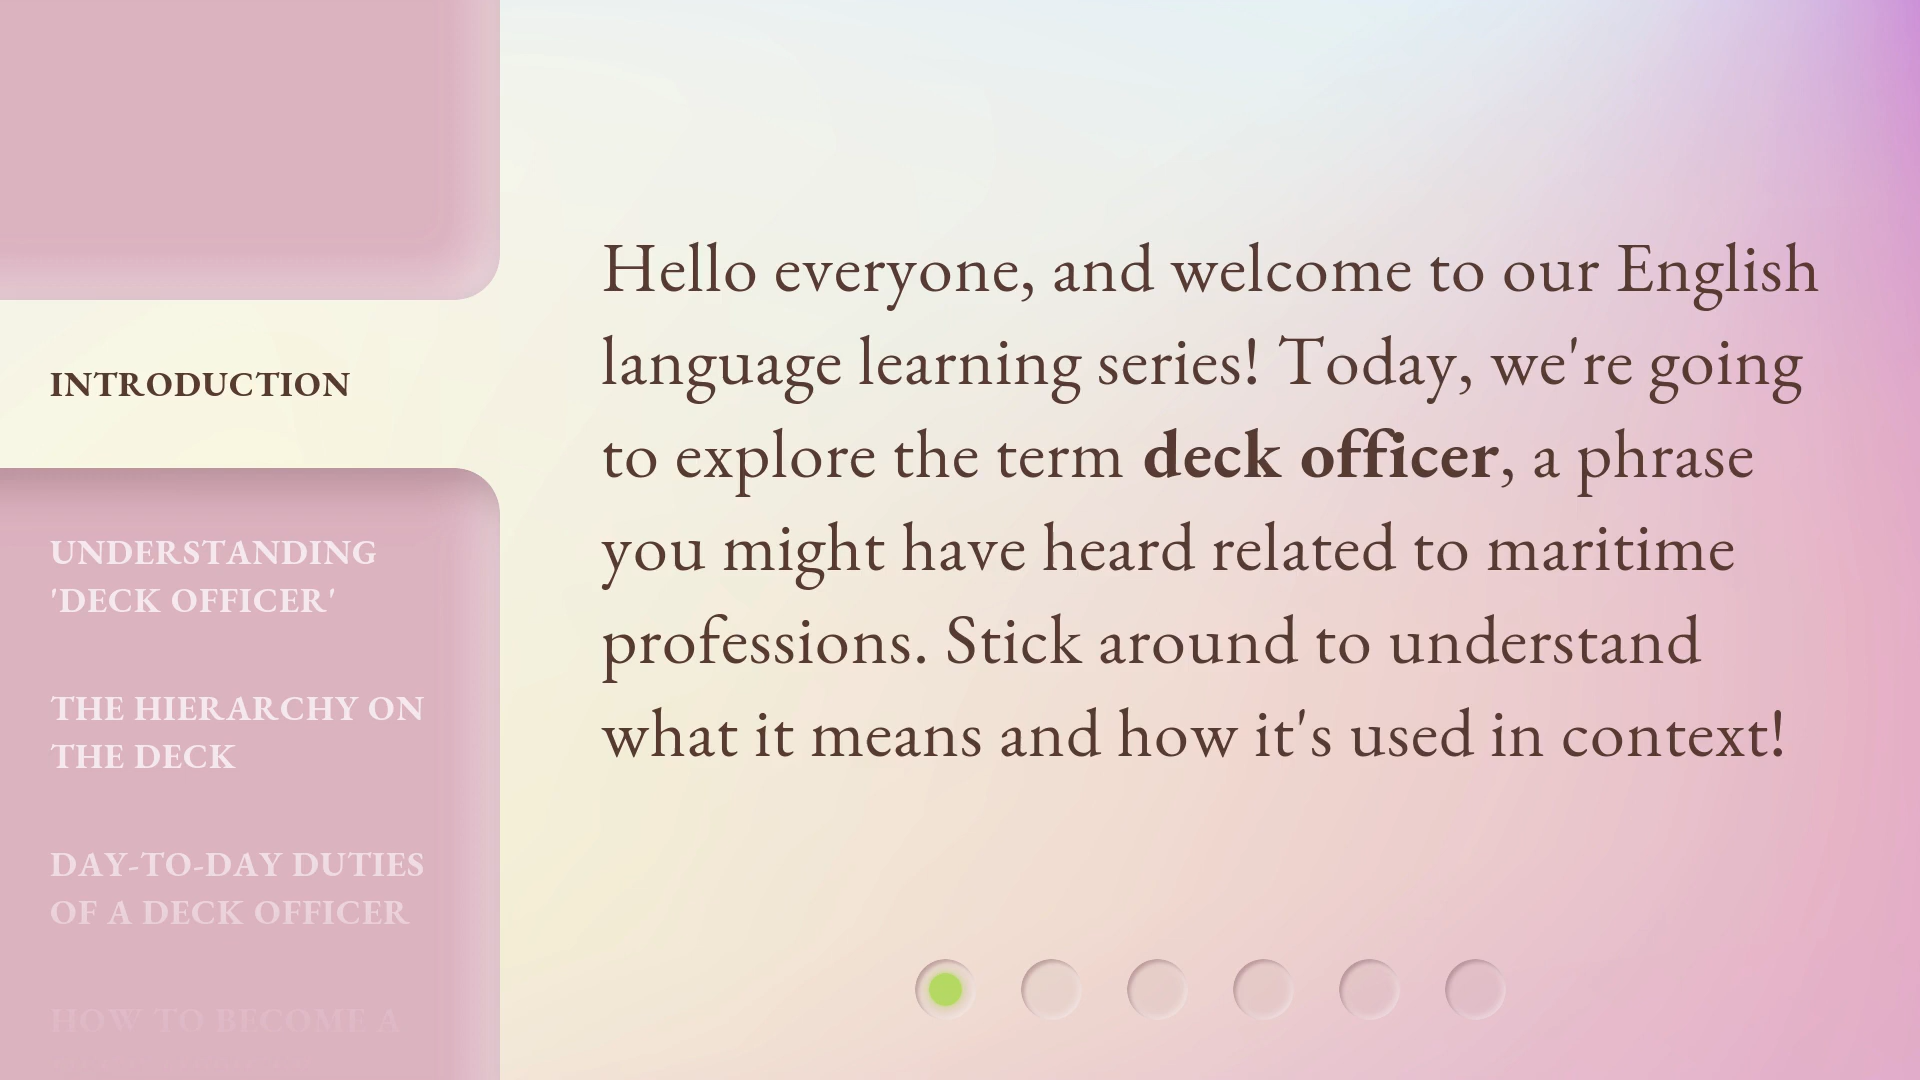 INTRODUCTION
UNDERSTANDING
'DECK OFFICER'
THE HIERARCHY ON
THE DECK
DAY-TO-DAY DUTIES
OF A DECK OFFICER
HOW TO BECOME A
Hello everyone, and welcome to our English
language learning series! Today, we're going
to explore the term deck officer, a phrase
you might have heard related to maritime
professions. Stick around to understand
what it means and how it's used in context!